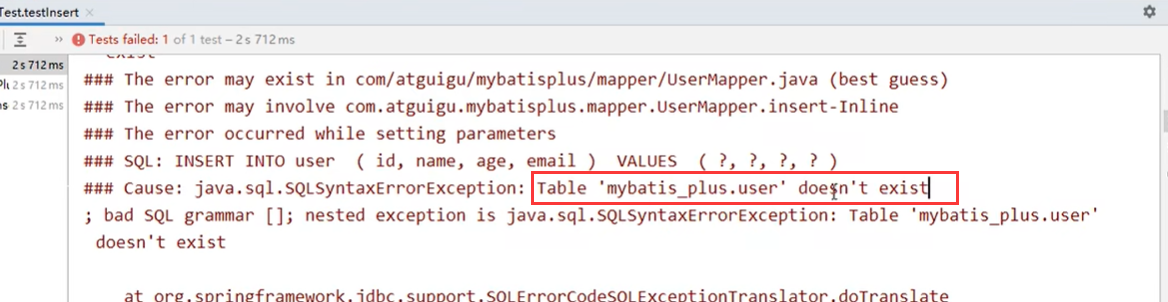 Test.testInsert
Tests failed: 1 of 1 test – 2 s 712 ms
2 s 712 ms
2 s 712 ms
2 s 712 ms
exist
### The error may exist in com/atguigu/mybatisplus/mapper/UserMapper.java (best guess)
### The error may involve com.atguigu.mybatisplus.mapper.UserMapper.insert-Inline
### The error occurred while setting parameters
### SQL: INSERT INTO user  ( id, name, age, email )  VALUES  ( ?, ?, ?, ? )
### Cause: java.sql.SQLSyntaxErrorException: Table 'mybatis_plus.user' doesn't exist
; bad SQL grammar []; nested exception is java.sql.SQLSyntaxErrorException: Table 'mybatis_plus.user'
doesn't exist
at org.springframework.jdbc.support.SQLErrorCodeSQLExceptionTranslator.doTranslate